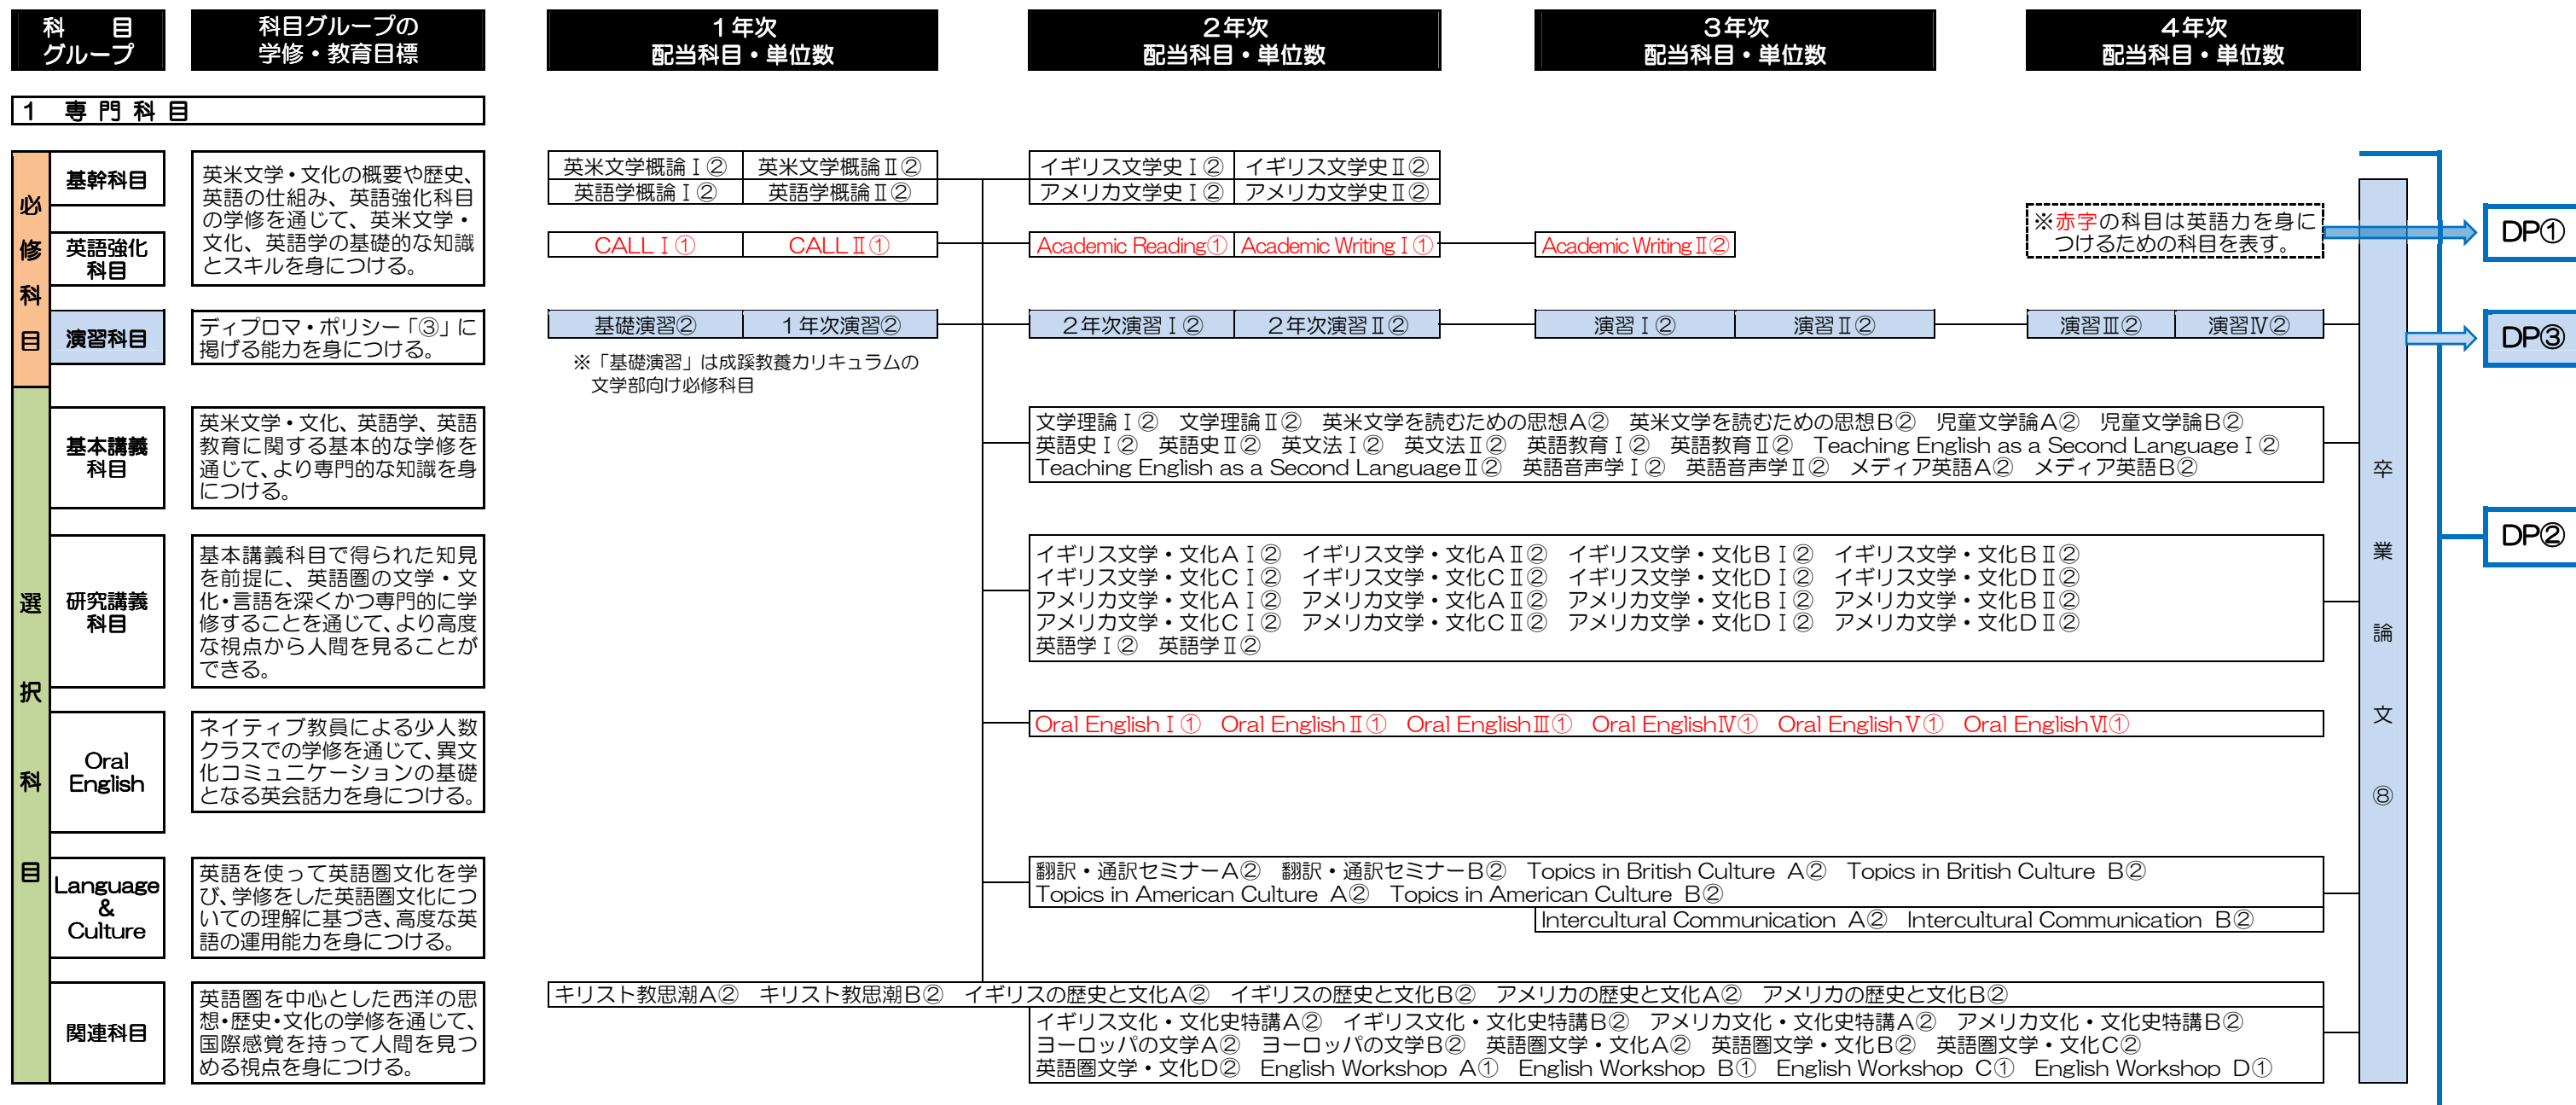 科　目
グループ
科目グループの
学修・教育目標
１年次
配当科目・単位数
２年次
配当科目・単位数
３年次
配当科目・単位数
４年次
配当科目・単位数
１　専 門 科 目
必修科目
基幹科目
英語強化
科目
英米文学・文化の概要や歴史、
英語の仕組み、英語強化科目
の学修を通じて、英米文学・
文化、英語学の基礎的な知識
とスキルを身につける。
英米文学概論Ⅰ②　英米文学概論Ⅱ②
英語学概論Ⅰ②　英語学概論Ⅱ②
イギリス文学史Ⅰ②　イギリス文学史Ⅱ②
アメリカ文学史Ⅰ②　アメリカ文学史Ⅱ②
CALLⅠ①　CALLⅡ①
Academic Reading①　Academic WritingⅠ①
Academic WritingⅡ②
※赤字の科目は英語力を身に
つけるための科目を表す。
DP①
演習科目
ディプロマ・ポリシー「③」に
掲げる能力を身につける。
基礎演習②　１年次演習②
２年次演習Ⅰ②　２年次演習Ⅱ②
演習Ⅰ②　演習Ⅱ②
演習Ⅲ②　演習Ⅳ②
DP③
※「基礎演習」は成蹊教養カリキュラムの
文学部向け必修科目
選択科目
基本講義
科目
英米文学・文化、英語学、英語
教育に関する基本的な学修を
通じて、より専門的な知識を身
につける。
文学理論Ⅰ②　文学理論Ⅱ②　英米文学を読むための思想A②　英米文学を読むための思想B②　児童文学論A②　児童文学論B②
英語史Ⅰ②　英語史Ⅱ②　英文法Ⅰ②　英文法Ⅱ②　英語教育Ⅰ②　英語教育Ⅱ②　Teaching English as a Second LanguageⅠ②
Teaching English as a Second LanguageⅡ②　英語音声学Ⅰ②　英語音声学Ⅱ②　メディア英語A②　メディア英語B②
卒業論文⑧
DP②
研究講義
科目
基本講義科目で得られた知見
を前提に、英語圏の文学・文
化・言語を深くかつ専門的に学
修することを通じて、より高度
な視点から人間を見ることが
できる。
イギリス文学・文化AⅠ②　イギリス文学・文化AⅡ②　イギリス文学・文化BⅠ②　イギリス文学・文化BⅡ②
イギリス文学・文化CⅠ②　イギリス文学・文化CⅡ②　イギリス文学・文化DⅠ②　イギリス文学・文化DⅡ②
アメリカ文学・文化AⅠ②　アメリカ文学・文化AⅡ②　アメリカ文学・文化BⅠ②　アメリカ文学・文化BⅡ②
アメリカ文学・文化CⅠ②　アメリカ文学・文化CⅡ②　アメリカ文学・文化DⅠ②　アメリカ文学・文化DⅡ②
英語学Ⅰ②　英語学Ⅱ②
Oral
English
ネイティブ教員による少人数
クラスでの学修を通じて、異文
化コミュニケーションの基礎
となる英会話力を身につける。
Oral EnglishⅠ①　Oral EnglishⅡ①　Oral EnglishⅢ①　Oral EnglishⅣ①　Oral EnglishⅤ①　Oral EnglishⅥ①
Language
&
Culture
英語を使って英語圏文化を学
び、学修をした英語圏文化につ
いての理解に基づき、高度な英
語の運用能力を身につける。
翻訳・通訳セミナーA②　翻訳・通訳セミナーB②　Topics in British Culture A②　Topics in British Culture B②
Topics in American Culture A②　Topics in American Culture B②
Intercultural Communication A②　Intercultural Communication B②
関連科目
英語圏を中心とした西洋の思
想・歴史・文化の学修を通じて、
国際感覚を持って人間を見つ
める視点を身につける。
キリスト教思潮A②　キリスト教思潮B②　イギリスの歴史と文化A②　イギリスの歴史と文化B②　アメリカの歴史と文化A②　アメリカの歴史と文化B②
イギリス文化・文化史特講A②　イギリス文化・文化史特講B②　アメリカ文化・文化史特講A②　アメリカ文化・文化史特講B②
ヨーロッパの文学A②　ヨーロッパの文学B②　英語圏文学・文化A②　英語圏文学・文化B②　英語圏文学・文化C②
英語圏文学・文化D②　English Workshop A①　English Workshop B①　English Workshop C①　English Workshop D①